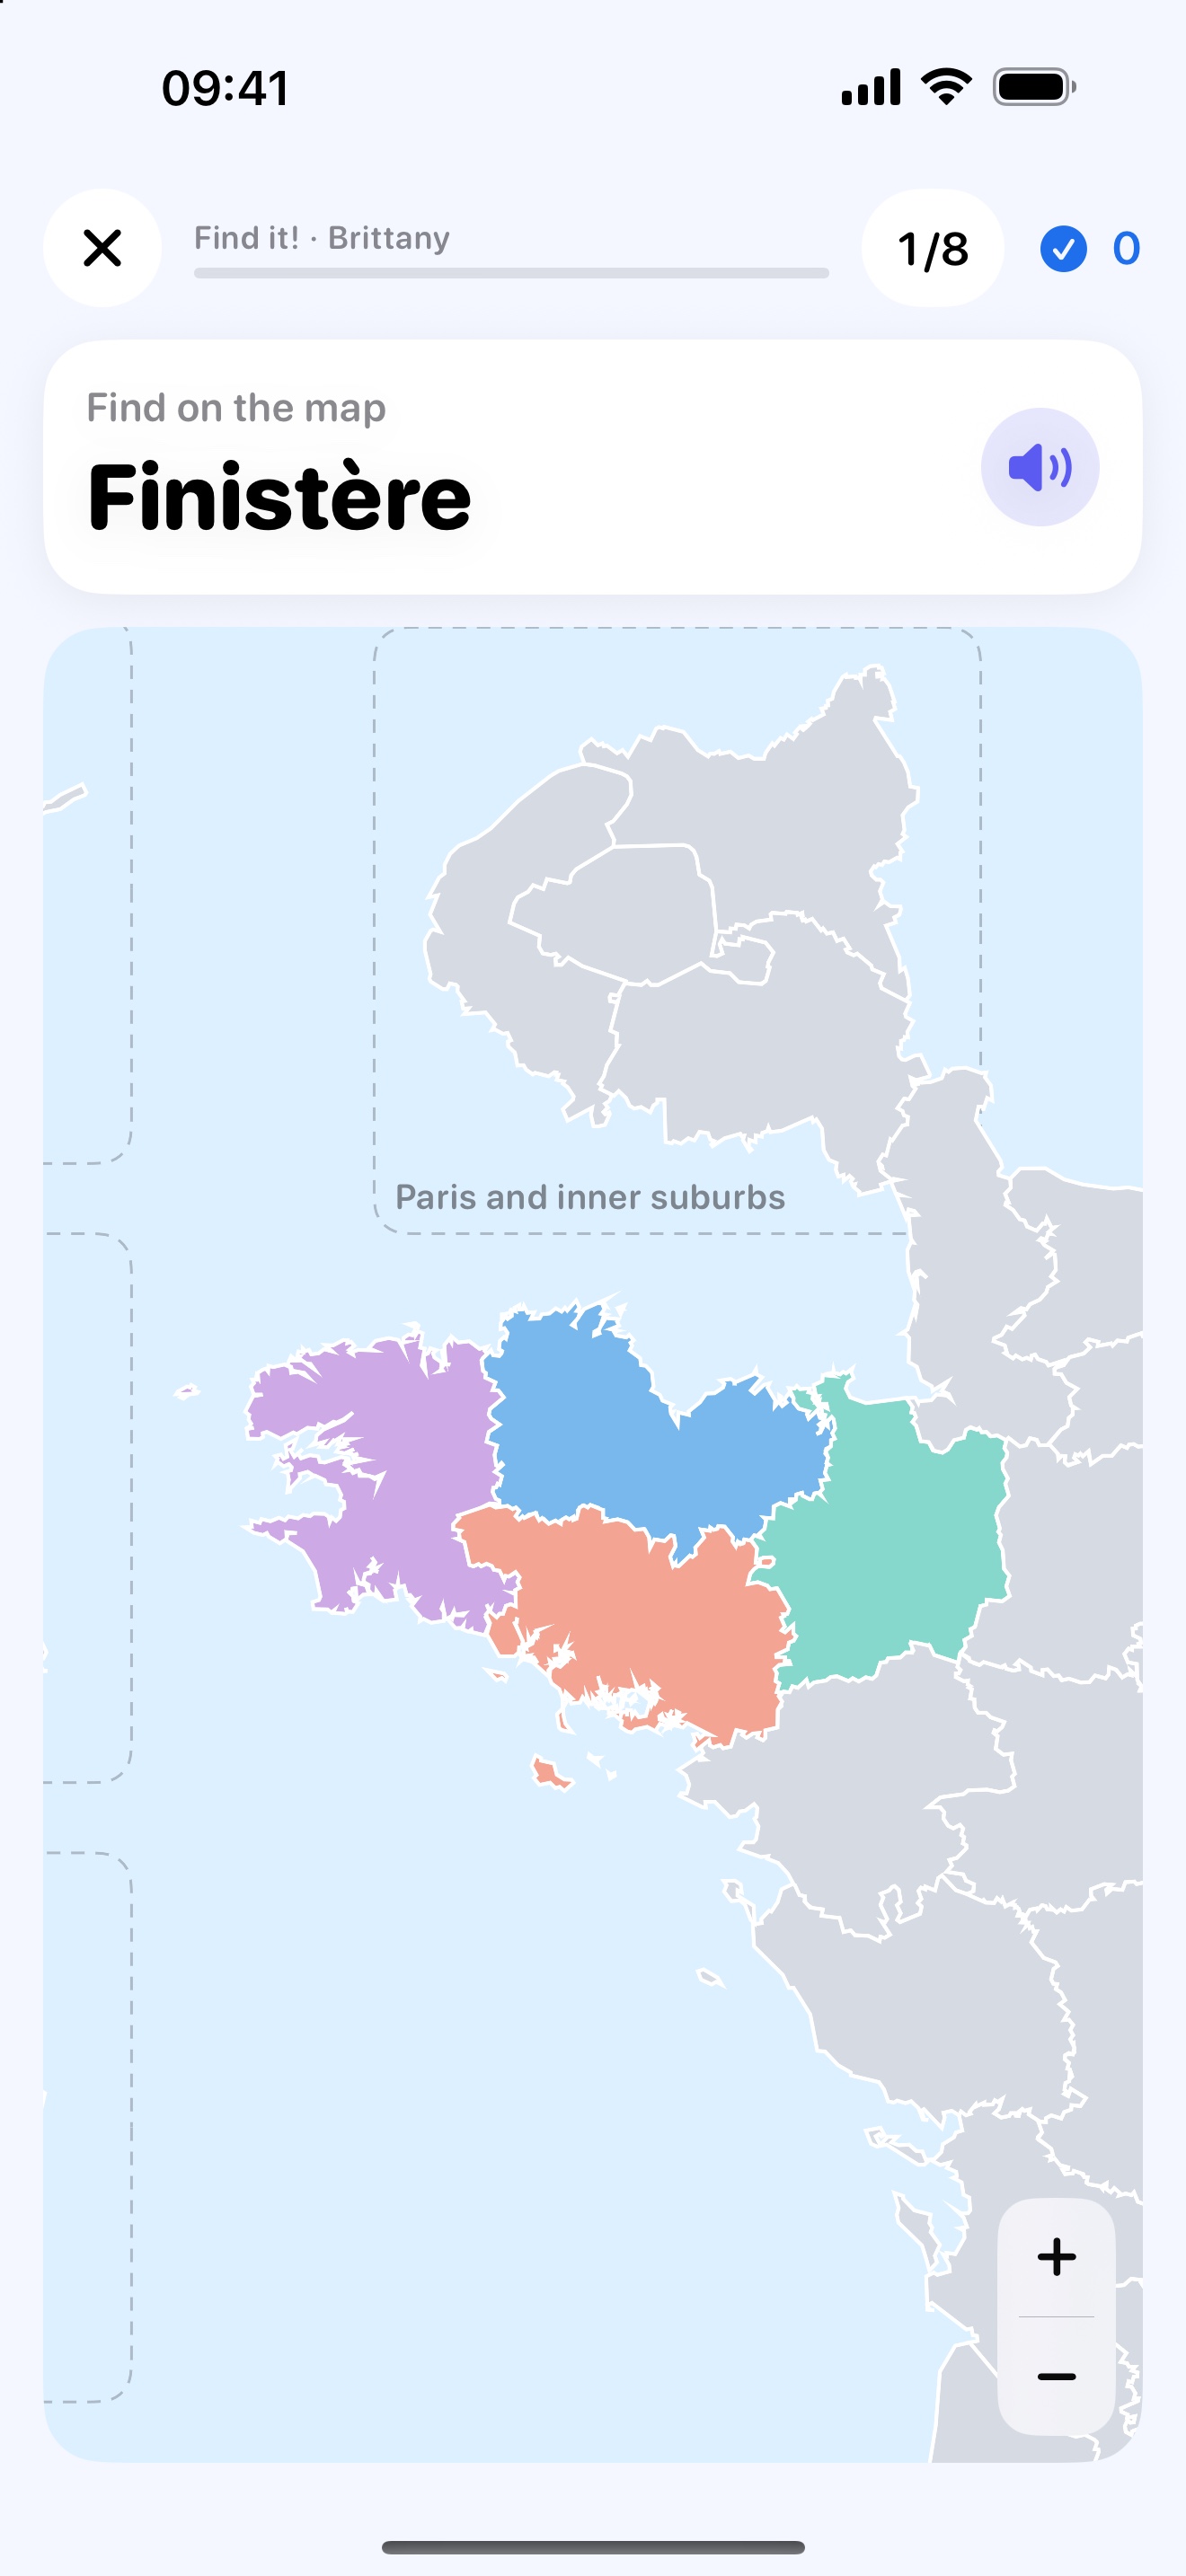 09:41
Find it! · Brittany
1/8
0
Find on the map
Finistère
Paris and inner suburbs
+
−